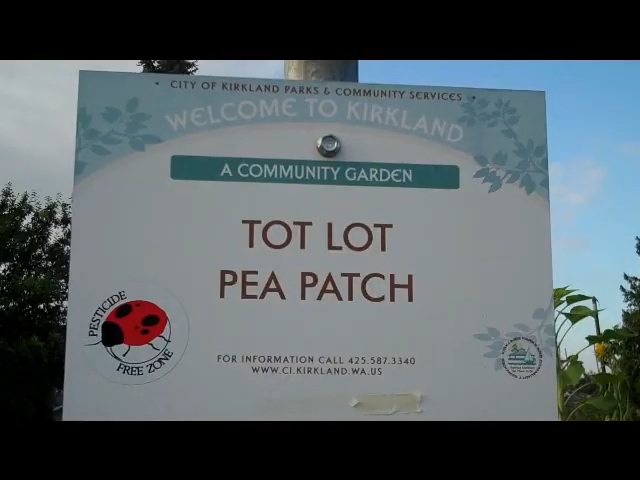 • CITY OF KIRKLAND PARKS & COMMUNITY SERVICES •
WELCOME TO KIRKLAND
A COMMUNITY GARDEN
TOT LOT
PEA PATCH
PESTICIDE
FREE ZONE
FOR INFORMATION CALL 425.587.3340
WWW.CI.KIRKLAND.WA.US